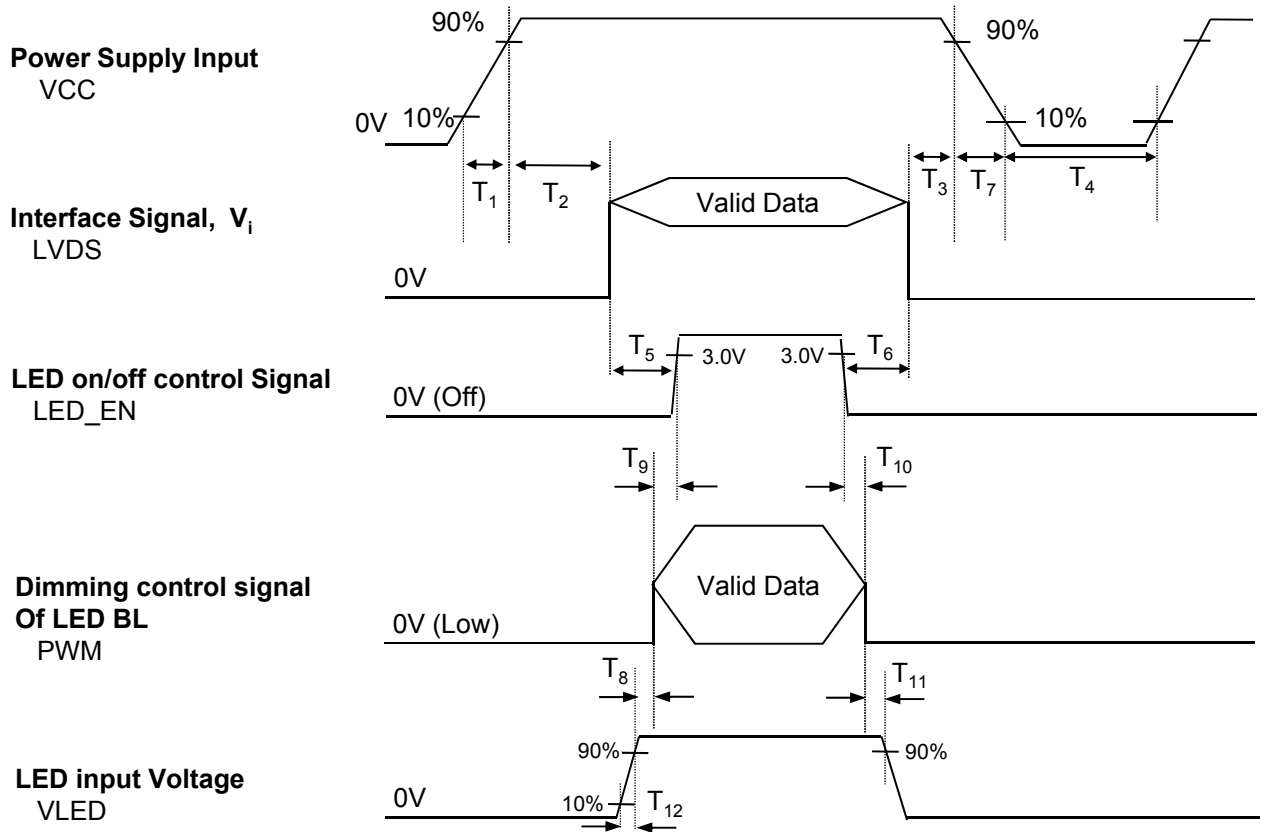 90%
90%
Power Supply Input
VCC
0V
10%
10%
T1
T2
T3
T7
T4
Interface Signal, Vi
LVDS
Valid Data
0V
T5
3.0V
3.0V
T6
LED on/off control Signal
LED_EN
0V (Off)
T9
T10
Dimming control signal
Of LED BL
PWM
Valid Data
0V (Low)
T8
T11
LED input Voltage
VLED
90%
90%
0V
10%
T12